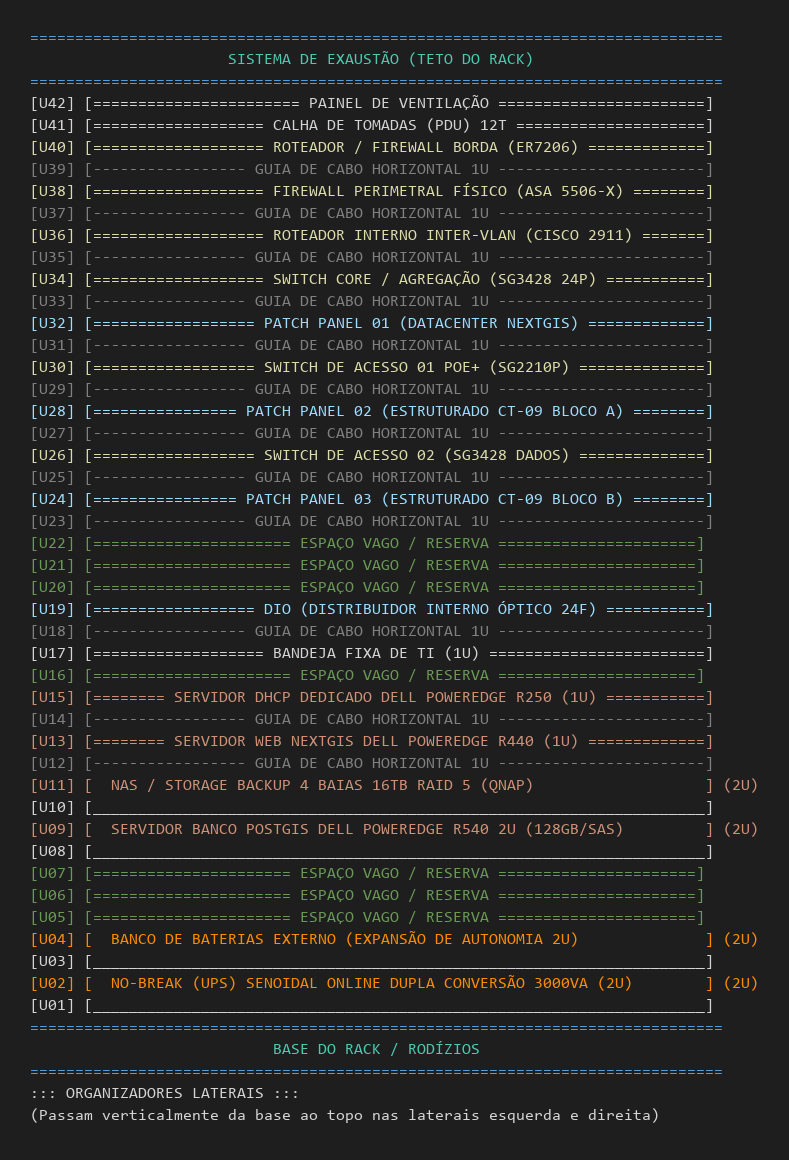 =============================================================================
SISTEMA DE EXAUSTÃO (TETO DO RACK)
=============================================================================
[U42] [======================= PAINEL DE VENTILAÇÃO =======================]
[U41] [=================== CALHA DE TOMADAS (PDU) 12T =====================]
[U40] [=================== ROTEADOR / FIREWALL BORDA (ER7206) =============]
[U39] [----------------- GUIA DE CABO HORIZONTAL 1U -----------------------]
[U38] [=================== FIREWALL PERIMETRAL FÍSICO (ASA 5506-X) ========]
[U37] [----------------- GUIA DE CABO HORIZONTAL 1U -----------------------]
[U36] [=================== ROTEADOR INTERNO INTER-VLAN (CISCO 2911) =======]
[U35] [----------------- GUIA DE CABO HORIZONTAL 1U -----------------------]
[U34] [=================== SWITCH CORE / AGREGAÇÃO (SG3428 24P) ===========]
[U33] [----------------- GUIA DE CABO HORIZONTAL 1U -----------------------]
[U32] [================== PATCH PANEL 01 (DATACENTER NEXTGIS) =============]
[U31] [----------------- GUIA DE CABO HORIZONTAL 1U -----------------------]
[U30] [================== SWITCH DE ACESSO 01 POE+ (SG2210P) ==============]
[U29] [----------------- GUIA DE CABO HORIZONTAL 1U -----------------------]
[U28] [================ PATCH PANEL 02 (ESTRUTURADO CT-09 BLOCO A) ========]
[U27] [----------------- GUIA DE CABO HORIZONTAL 1U -----------------------]
[U26] [================== SWITCH DE ACESSO 02 (SG3428 DADOS) ==============]
[U25] [----------------- GUIA DE CABO HORIZONTAL 1U -----------------------]
[U24] [================ PATCH PANEL 03 (ESTRUTURADO CT-09 BLOCO B) ========]
[U23] [----------------- GUIA DE CABO HORIZONTAL 1U -----------------------]
[U22] [====================== ESPAÇO VAGO / RESERVA ======================]
[U21] [====================== ESPAÇO VAGO / RESERVA ======================]
[U20] [====================== ESPAÇO VAGO / RESERVA ======================]
[U19] [================== DIO (DISTRIBUIDOR INTERNO ÓPTICO 24F) ===========]
[U18] [----------------- GUIA DE CABO HORIZONTAL 1U -----------------------]
[U17] [=================== BANDEJA FIXA DE TI (1U) ========================]
[U16] [====================== ESPAÇO VAGO / RESERVA ======================]
[U15] [======== SERVIDOR DHCP DEDICADO DELL POWEREDGE R250 (1U) ===========]
[U14] [----------------- GUIA DE CABO HORIZONTAL 1U -----------------------]
[U13] [======== SERVIDOR WEB NEXTGIS DELL POWEREDGE R440 (1U) =============]
[U12] [----------------- GUIA DE CABO HORIZONTAL 1U -----------------------]
[U11] [  NAS / STORAGE BACKUP 4 BAIAS 16TB RAID 5 (QNAP)                   ] (2U)
[U10] [____________________________________________________________________]
[U09] [  SERVIDOR BANCO POSTGIS DELL POWEREDGE R540 2U (128GB/SAS)         ] (2U)
[U08] [____________________________________________________________________]
[U07] [====================== ESPAÇO VAGO / RESERVA ======================]
[U06] [====================== ESPAÇO VAGO / RESERVA ======================]
[U05] [====================== ESPAÇO VAGO / RESERVA ======================]
[U04] [  BANCO DE BATERIAS EXTERNO (EXPANSÃO DE AUTONOMIA 2U)              ] (2U)
[U03] [____________________________________________________________________]
[U02] [  NO-BREAK (UPS) SENOIDAL ONLINE DUPLA CONVERSÃO 3000VA (2U)        ] (2U)
[U01] [____________________________________________________________________]
=============================================================================
BASE DO RACK / RODÍZIOS
=============================================================================
::: ORGANIZADORES LATERAIS :::
(Passam verticalmente da base ao topo nas laterais esquerda e direita)